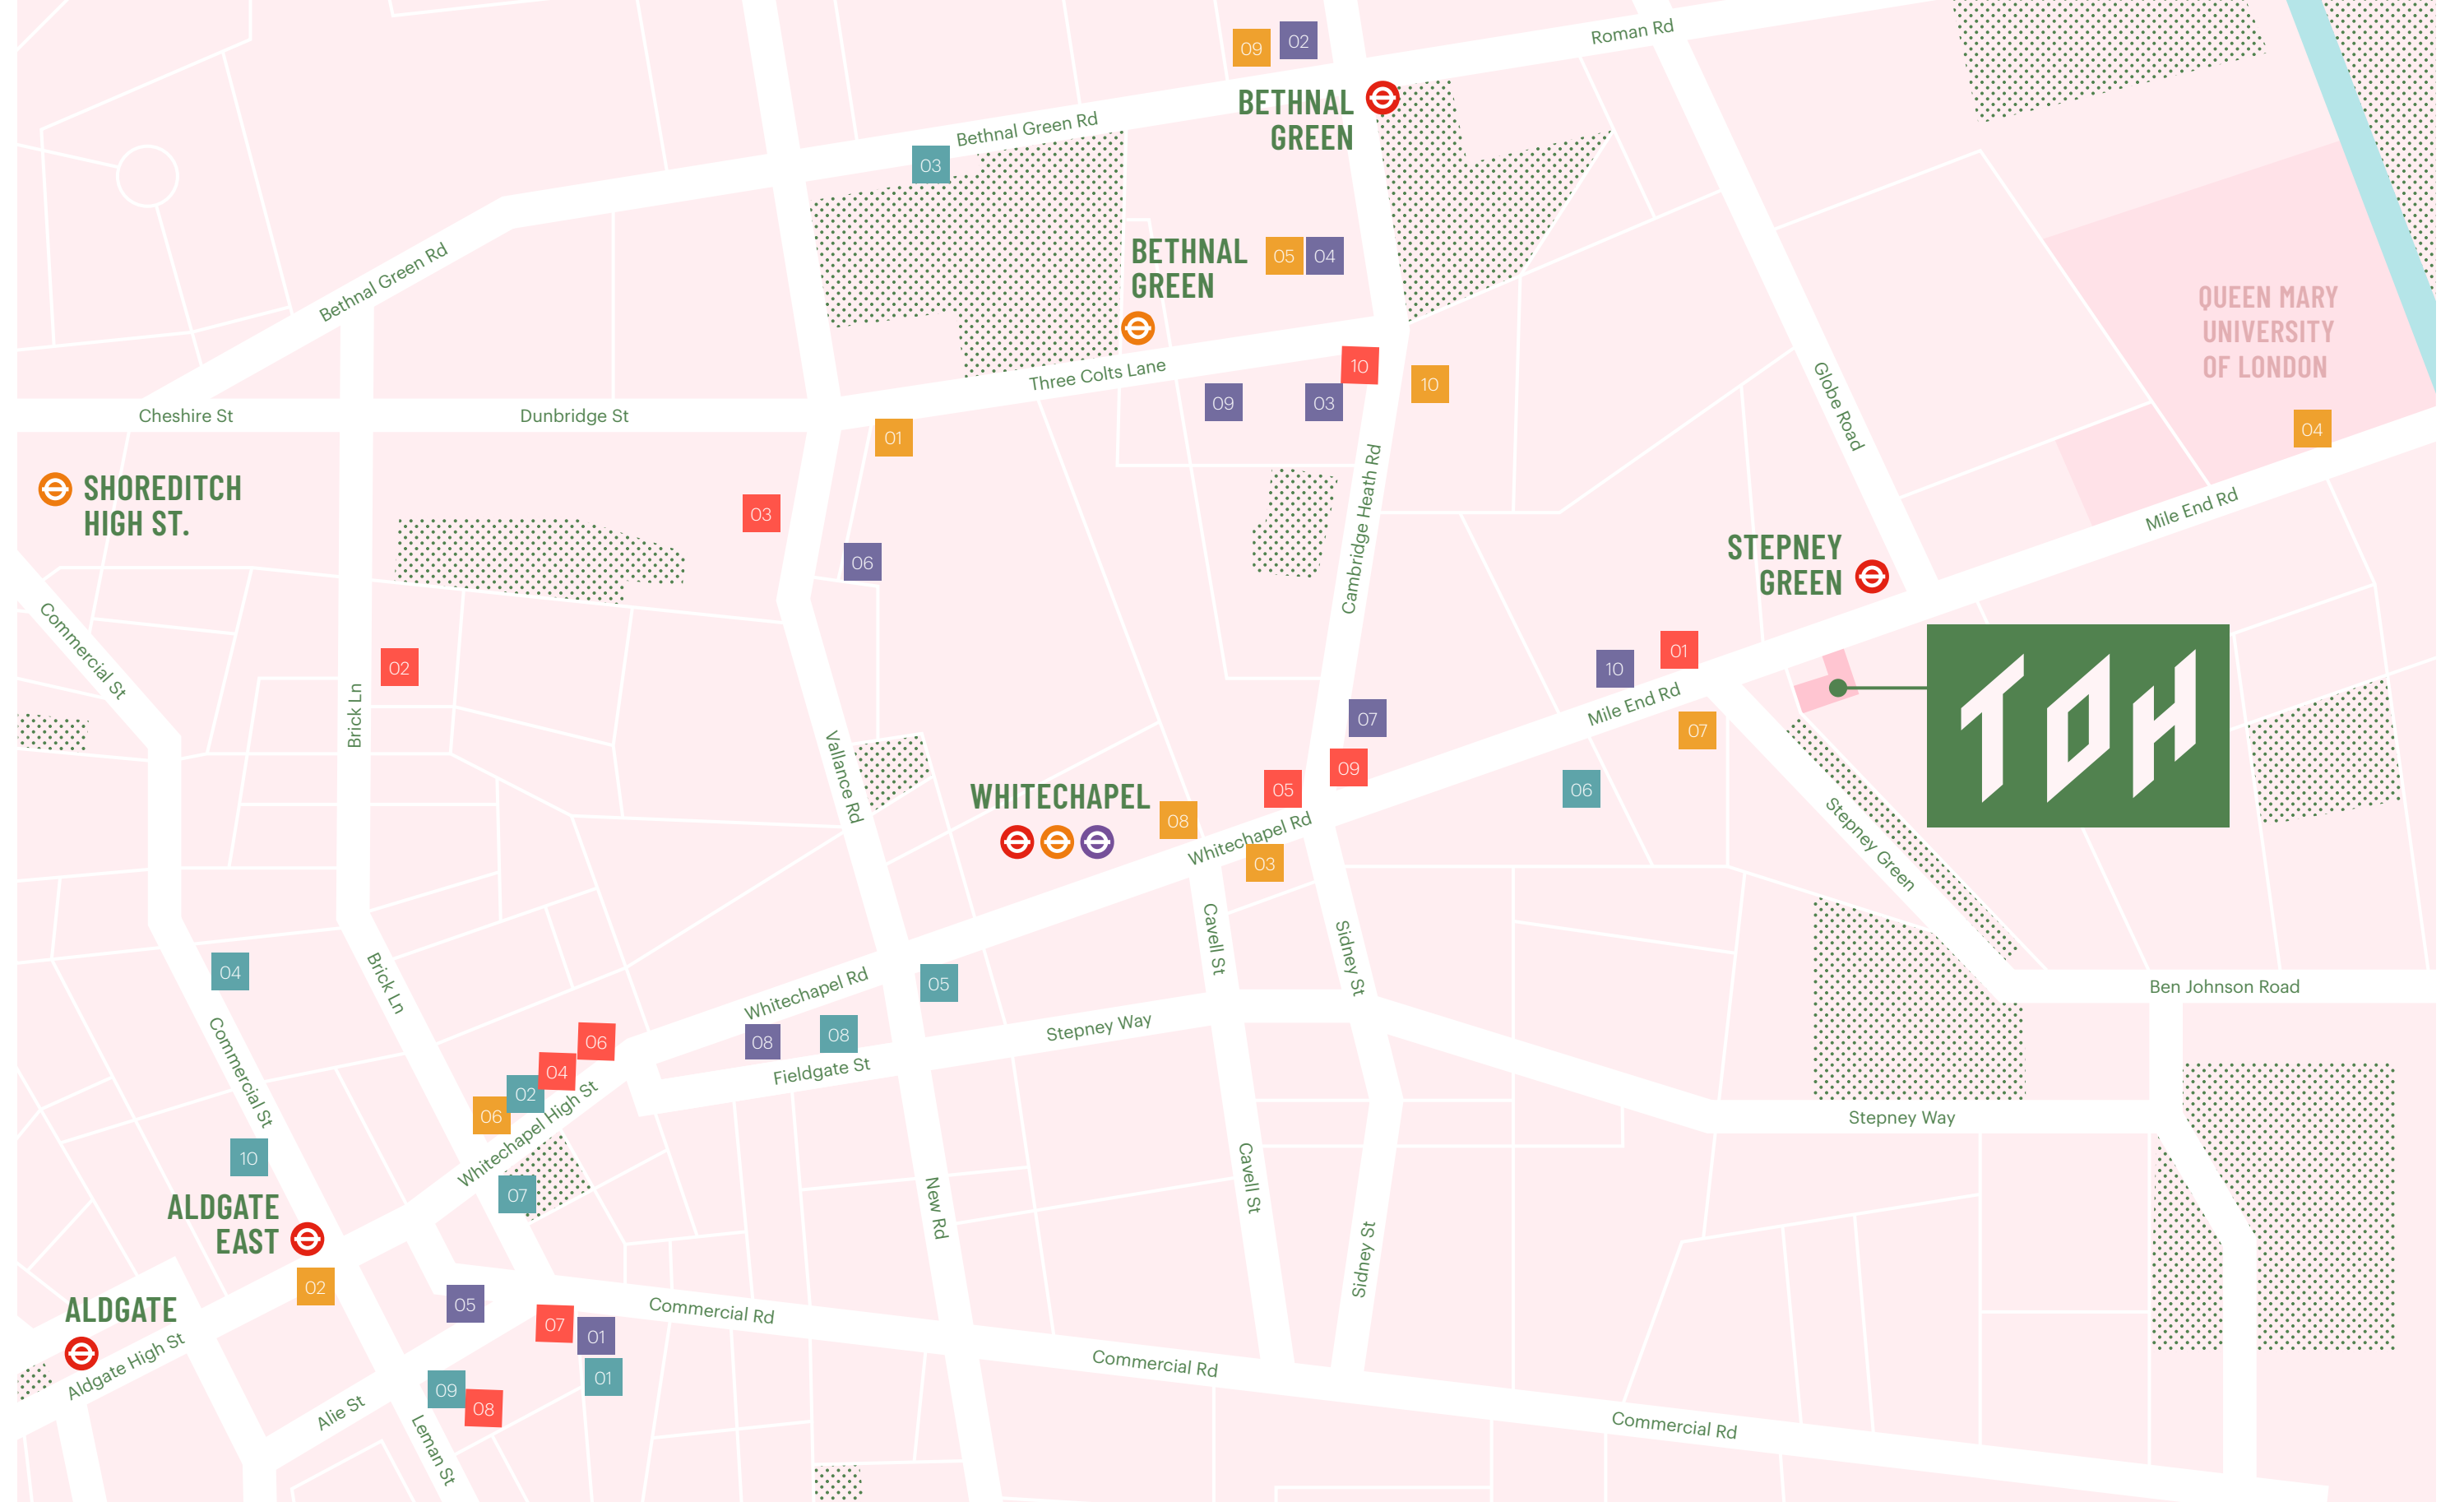 Roman Rd
09
02
BETHNAL
GREEN
Bethnal Green Rd
03
BETHNAL
GREEN
05
04
Bethnal Green Rd
QUEEN MARY
UNIVERSITY
OF LONDON
Three Colts Lane
10
10
09
03
Globe Road
Cheshire St
Dunbridge St
01
04
SHOREDITCH
HIGH ST.
03
06
Cambridge Heath Rd
Mile End Rd
STEPNEY
GREEN
Commercial St
02
Brick Ln
10
01
Mile End Rd
TOH
07
07
Vallance Rd
WHITECHAPEL
09
05
06
08
Whitechapel Rd
03
Stepney Green
04
Brick Ln
Cavell St
Sidney St
Whitechapel Rd
05
Ben Johnson Road
Commercial St
06
08
08
Stepney Way
Fieldgate St
04
02
06
Whitechapel High St
Stepney Way
10
07
Cavell St
New Rd
Sidney St
ALDGATE
EAST
02
05
ALDGATE
Aldgate High St
07
01
Commercial Rd
01
Commercial Rd
09
08
Alie St
Leman St
Commercial Rd